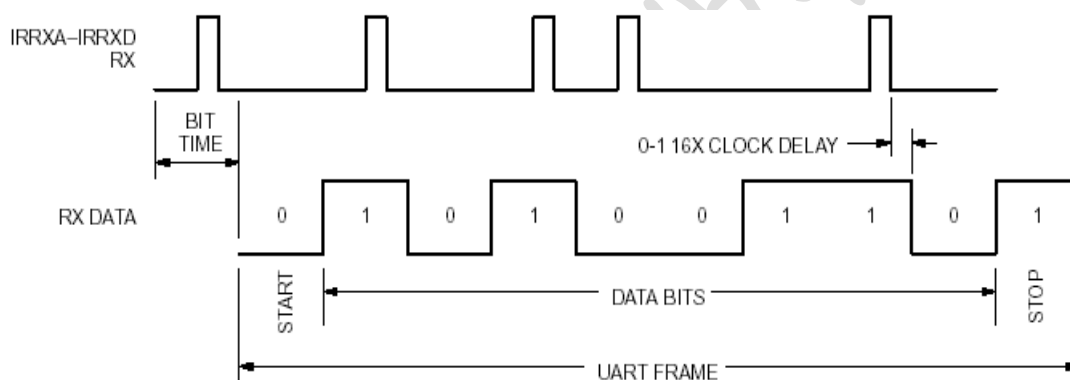 IRRXA–IRRXD
RX
BIT
TIME
0-1 16X CLOCK DELAY
RX DATA
0 1 0 1 0 0 1 1 0 1
START
DATA BITS
STOP
UART FRAME